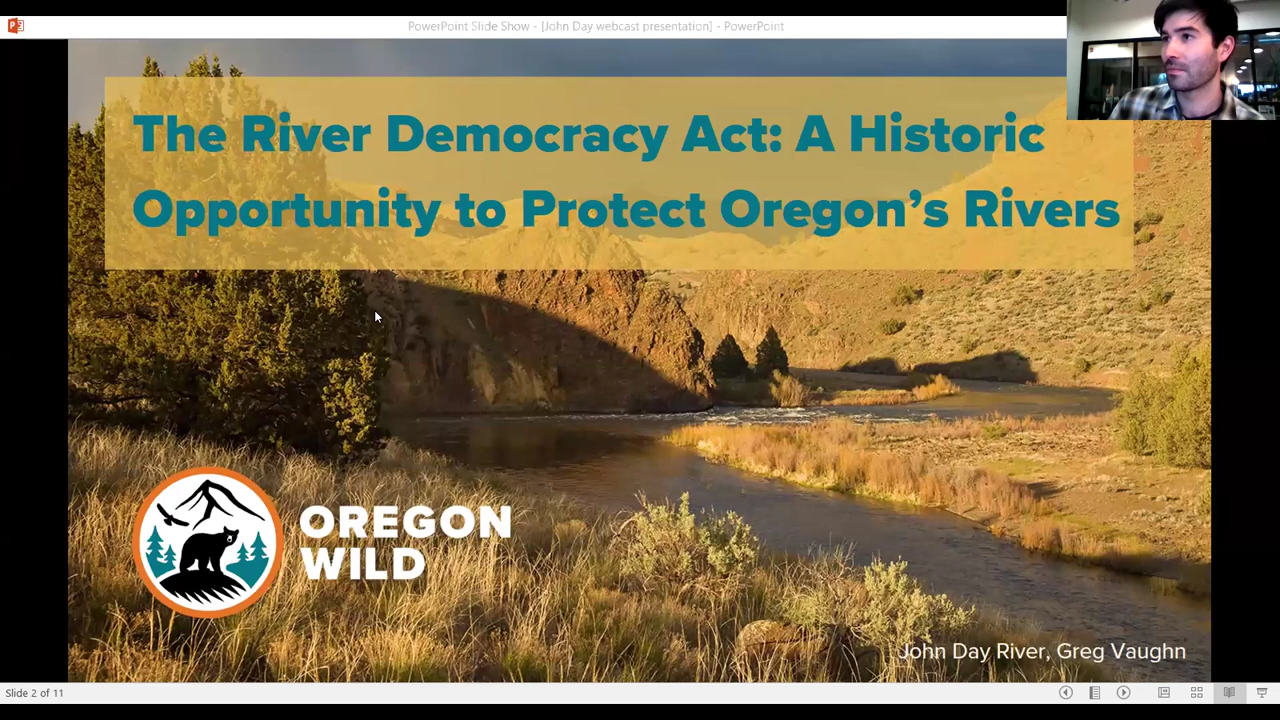 PowerPoint Slide Show - [John Day webcast presentation] - PowerPoint
The River Democracy Act: A Historic
Opportunity to Protect Oregon’s Rivers
OREGON
WILD
John Day River, Greg Vaughn
Slide 2 of 11